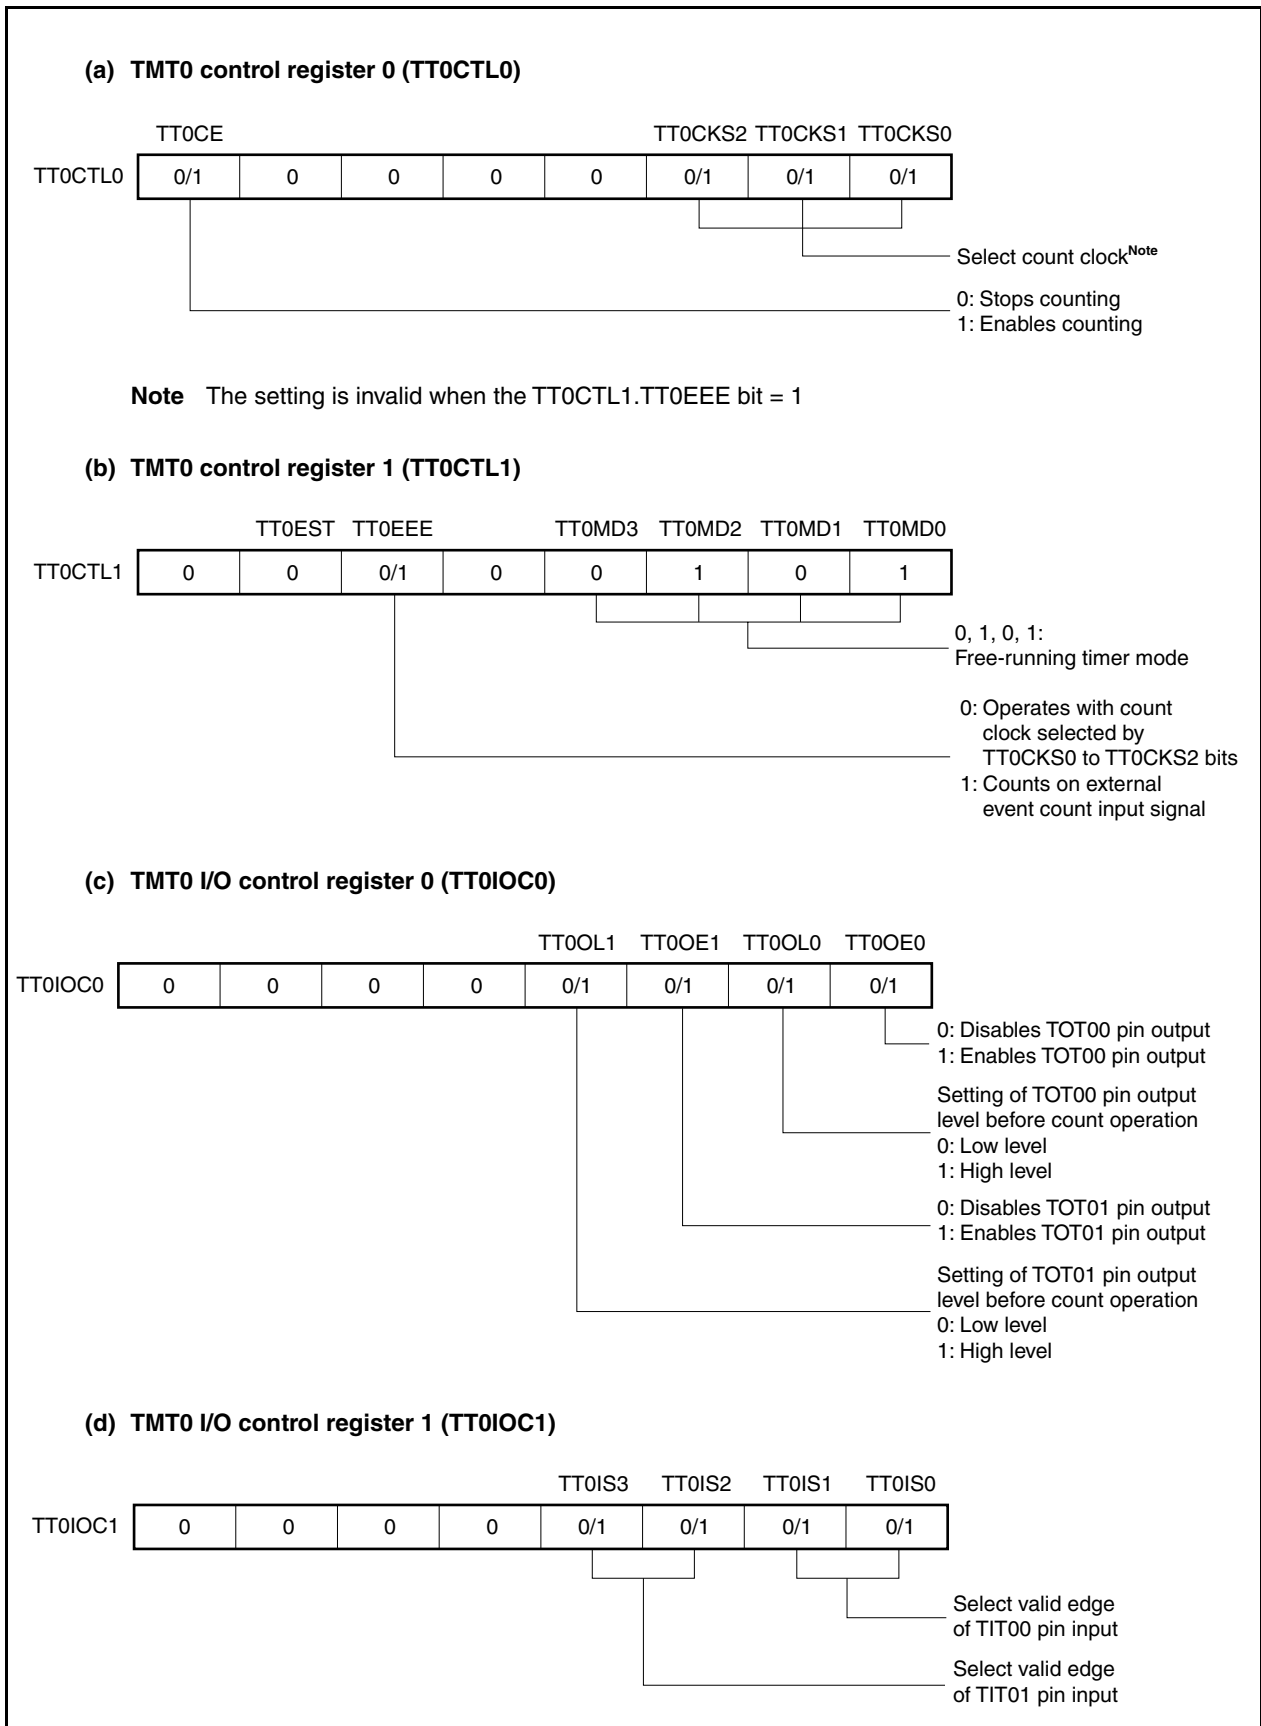 (a) TMT0 control register 0 (TT0CTL0)
TT0CE TT0CKS2 TT0CKS1 TT0CKS0
TT0CTL0 0/1 0 0 0 0 0/1 0/1 0/1
Select count clockNote
0: Stops counting
1: Enables counting
Note The setting is invalid when the TT0CTL1.TT0EEE bit = 1
(b) TMT0 control register 1 (TT0CTL1)
TT0EST TT0EEE TT0MD3 TT0MD2 TT0MD1 TT0MD0
TT0CTL1 0 0 0/1 0 0 1 0 1
0, 1, 0, 1:
Free-running timer mode
0: Operates with count
clock selected by
TT0CKS0 to TT0CKS2 bits
1: Counts on external
event count input signal
(c) TMT0 I/O control register 0 (TT0IOC0)
TT0OL1 TT0OE1 TT0OL0 TT0OE0
TT0IOC0 0 0 0 0 0/1 0/1 0/1 0/1
0: Disables TOT00 pin output
1: Enables TOT00 pin output
Setting of TOT00 pin output
level before count operation
0: Low level
1: High level
0: Disables TOT01 pin output
1: Enables TOT01 pin output
Setting of TOT01 pin output
level before count operation
0: Low level
1: High level
(d) TMT0 I/O control register 1 (TT0IOC1)
TT0IS3 TT0IS2 TT0IS1 TT0IS0
TT0IOC1 0 0 0 0 0/1 0/1 0/1 0/1
Select valid edge
of TIT00 pin input
Select valid edge
of TIT01 pin input